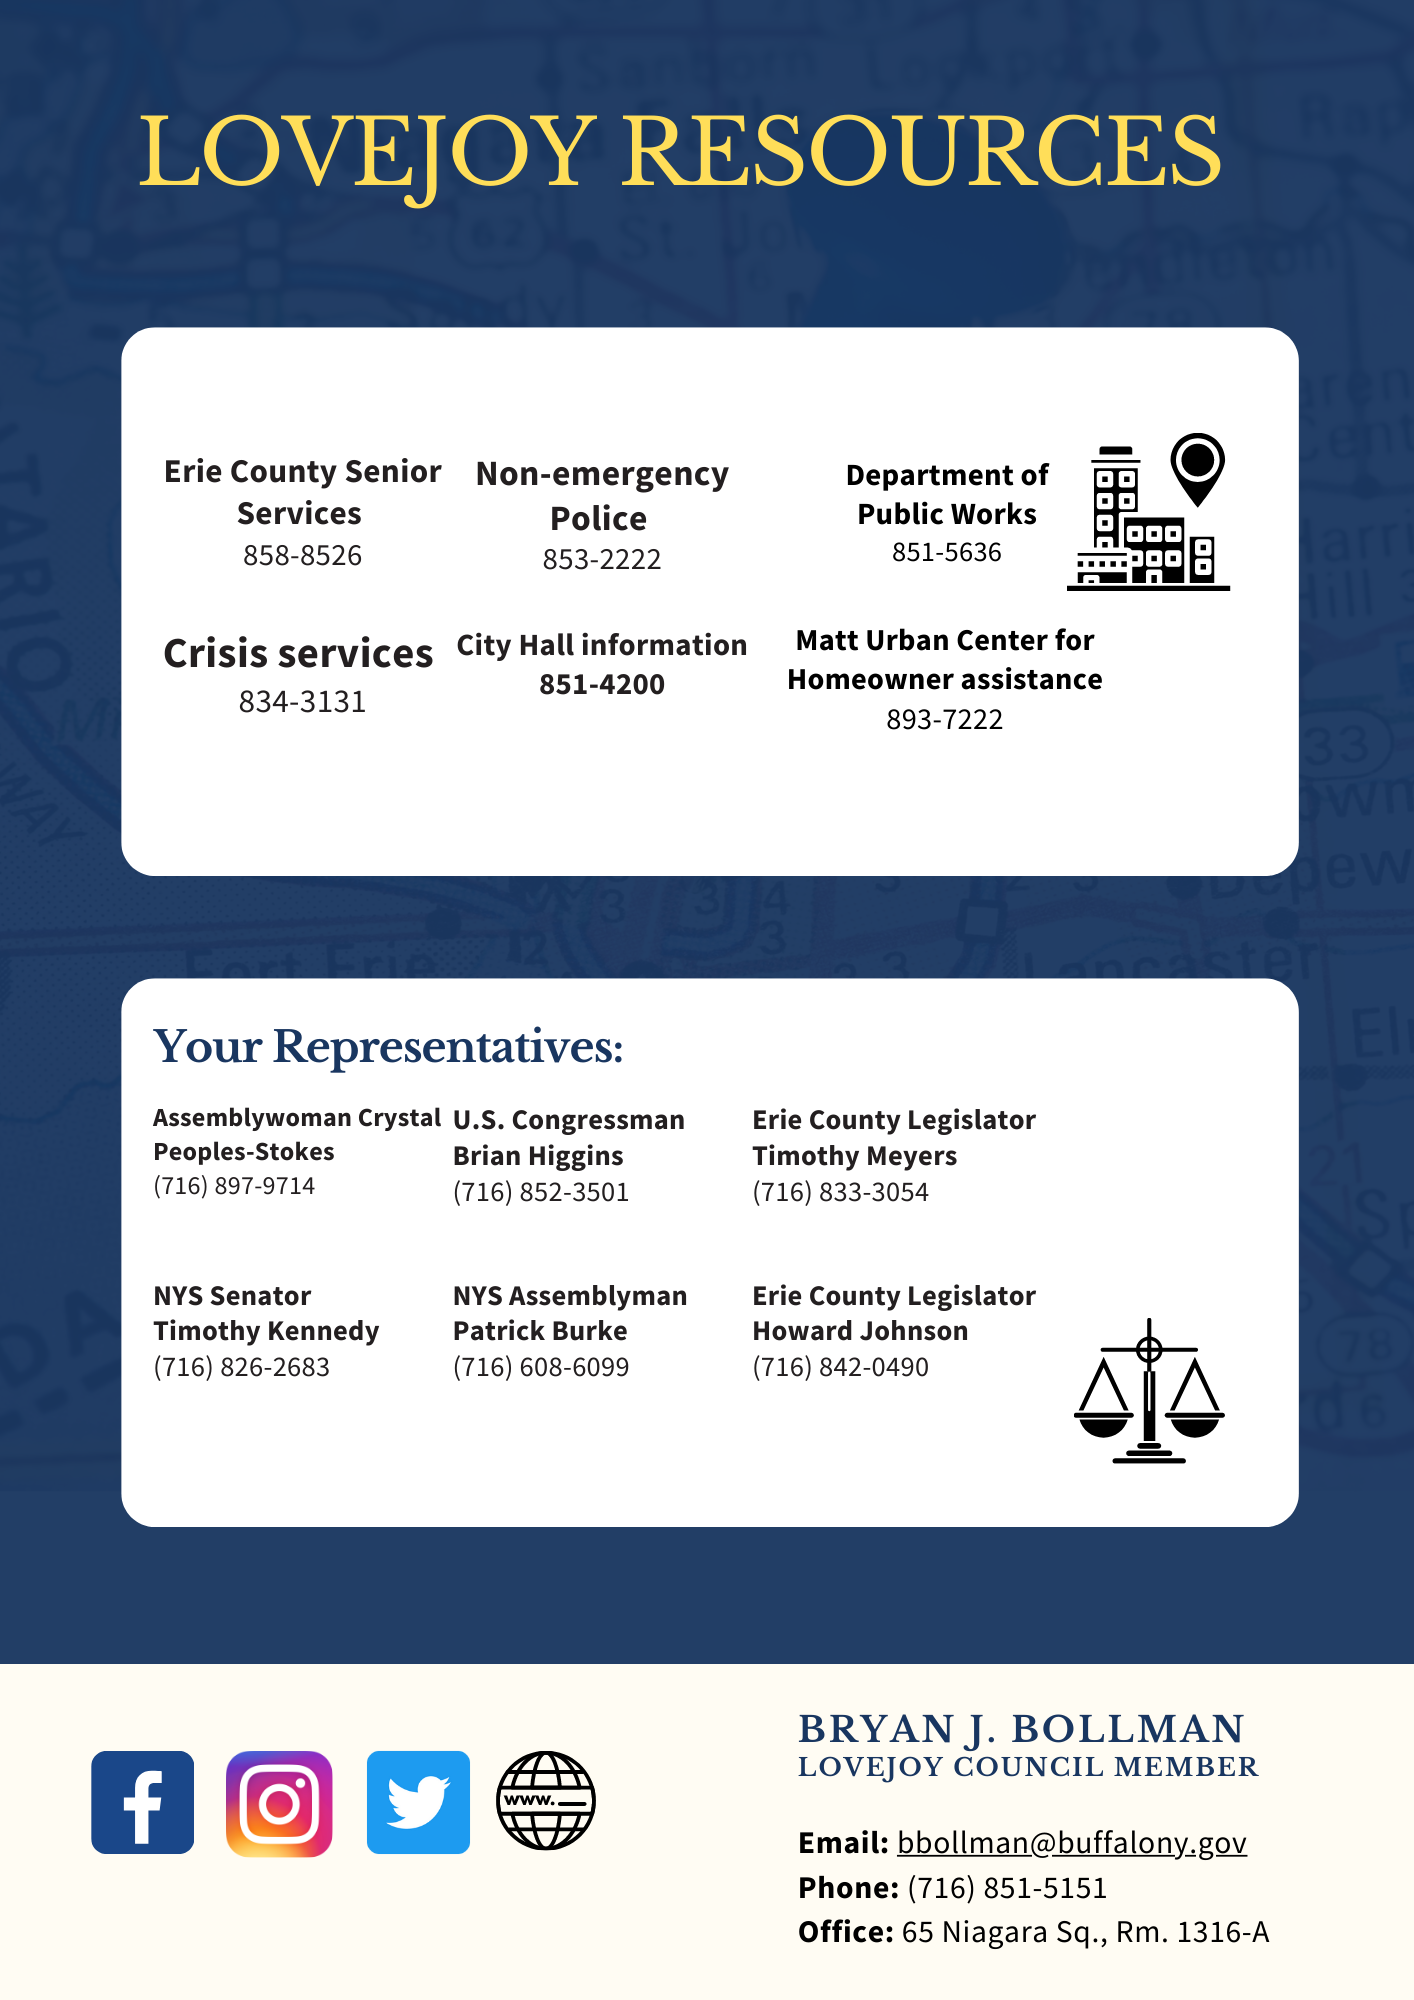 LOVEJOY RESOURCES
Erie County Senior
Services
858-8526
Non-emergency
Police
853-2222
Department of
Public Works
851-5636
Crisis services
834-3131
City Hall information
851-4200
Matt Urban Center for
Homeowner assistance
893-7222
Your Representatives:
Assemblywoman Crystal
Peoples-Stokes
(716) 897-9714
U.S. Congressman
Brian Higgins
(716) 852-3501
Erie County Legislator
Timothy Meyers
(716) 833-3054
NYS Senator
Timothy Kennedy
(716) 826-2683
NYS Assemblyman
Patrick Burke
(716) 608-6099
Erie County Legislator
Howard Johnson
(716) 842-0490
www.
BRYAN J. BOLLMAN
LOVEJOY COUNCIL MEMBER
Email: bbollman@buffalony.gov
Phone: (716) 851-5151
Office: 65 Niagara Sq., Rm. 1316-A